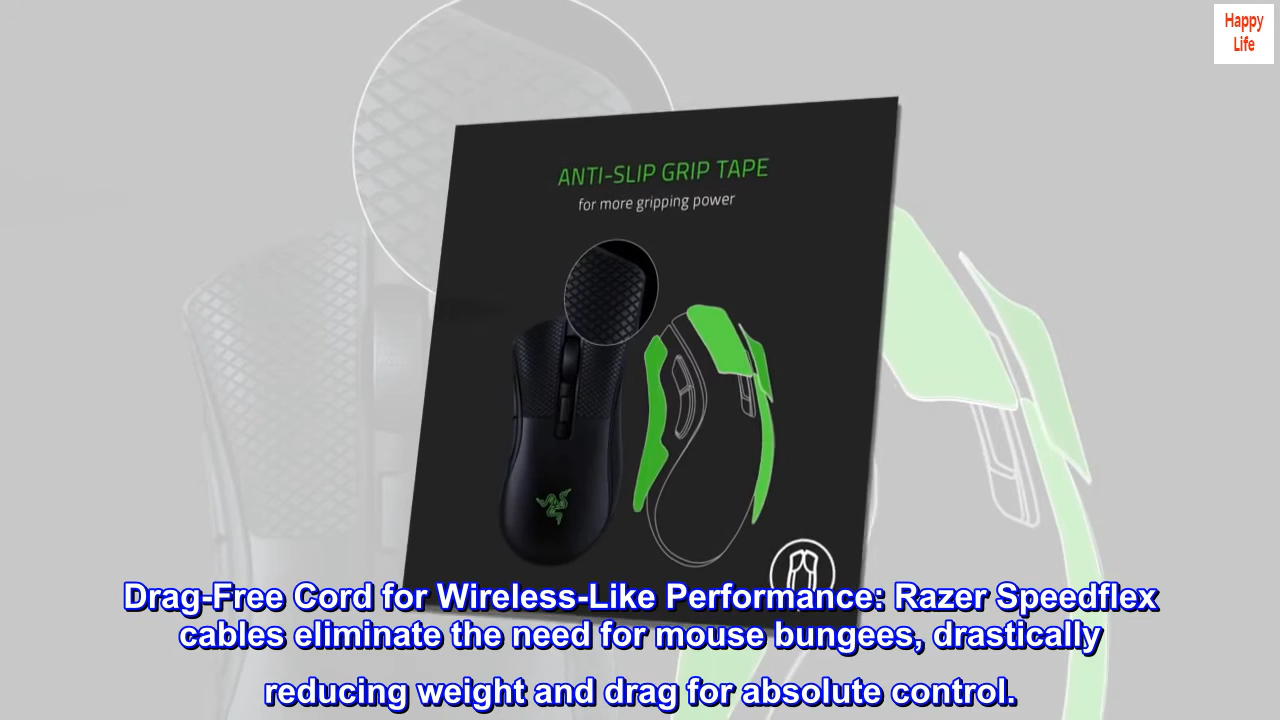 Happy
Life
ANTI-SLIP GRIP TAPE
for more gripping power
Drag-Free Cord for Wireless-Like Performance: Razer Speedflex
cables eliminate the need for mouse bungees, drastically
reducing weight and drag for absolute control.